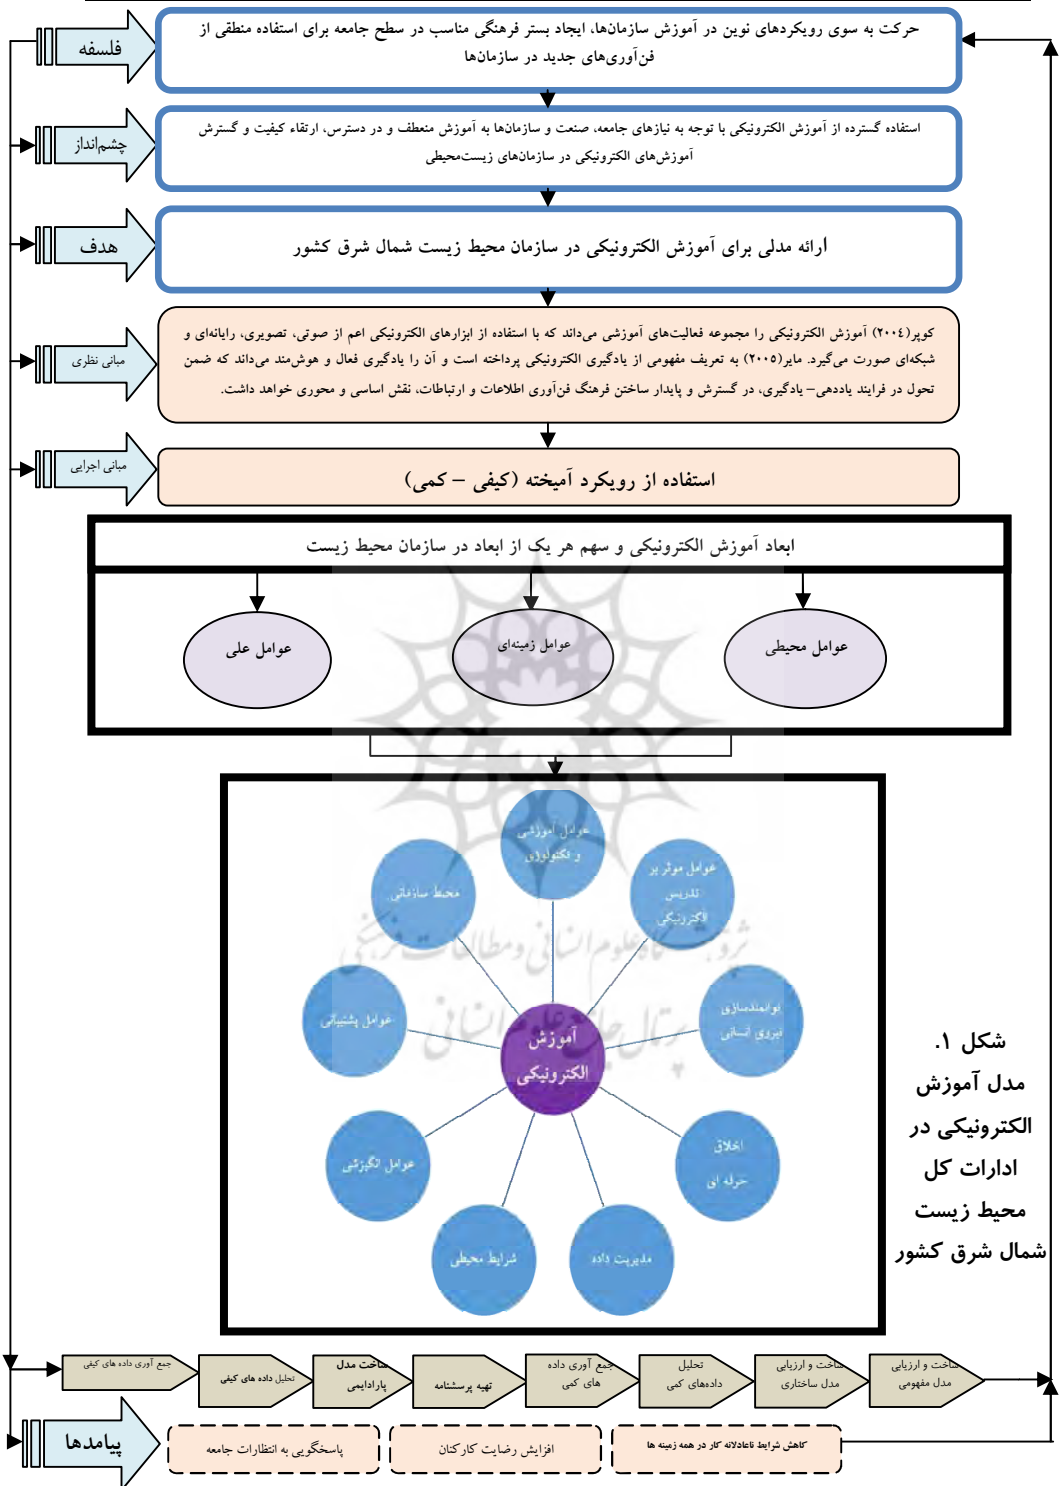 فلسفه
حرکت به سوی رویکردهای نوین در آموزش سازمان‌ها، ایجاد بستر فرهنگی مناسب در سطح جامعه برای استفاده منطقی از
فن‌آوری‌های جدید در سازمان‌ها
چشم‌انداز
استفاده گسترده از آموزش الکترونیکی با توجه به نیازهای جامعه، صنعت و سازمان‌ها به آموزش منعطف و در دسترس، ارتقاء کیفیت و گسترش
آموزش‌های الکترونیکی در سازمان‌های زیست‌محیطی
هدف
ارائه مدلی برای آموزش الکترونیکی در سازمان محیط زیست شمال شرق کشور
مبانی نظری
کوپر(۲۰۰۴) آموزش الکترونیکی را مجموعه فعالیت‌های آموزشی می‌داند که با استفاده از ابزارهای الکترونیکی اعم از صوتی، تصویری، رایانه‌ای و
شبکه‌ای صورت می‌گیرد. مایر(۲۰۰۵) به تعریف مفهومی از یادگیری الکترونیکی پرداخته است و آن را یادگیری فعال و هوش‌مند می‌داند که ضمن
تحول در فرایند یاددهی– یادگیری، در گسترش و پایدار ساختن فرهنگ فن‌آوری اطلاعات و ارتباطات، نقش اساسی و محوری خواهد داشت.
مبانی اجرایی
استفاده از رویکرد آمیخته (کیفی – کمی)
ابعاد آموزش الکترونیکی و سهم هر یک از ابعاد در سازمان محیط زیست
عوامل محیطی
عوامل زمینه‌ای
عوامل علی
عوامل آموزشی
و تکنولوژی
عوامل موثر بر
تدریس
الکترونیکی
توانمندسازی
نیروی انسانی
اخلاق
حرفه ای
مدیریت داده
شرایط محیطی
عوامل انگیزشی
عوامل پشتیبانی
محیط سازمانی
آموزش
الکترونیکی
پژوهشگاه علوم انسانی و مطالعات فرهنگی
پرتال جامع علوم انسانی
شکل ۱.
مدل آموزش
الکترونیکی در
ادارات کل
محیط زیست
شمال شرق کشور
جمع آوری داده های کیفی
تحلیل داده های کیفی
ساخت مدل
پارادایمی
تهیه پرسشنامه
جمع آوری داده
های کمی
تحلیل
داده‌های کمی
ساخت و ارزیابی
مدل ساختاری
ساخت و ارزیابی
مدل مفهومی
پیامدها
کاهش شرایط ناعادلانه کار در همه زمینه ها
افزایش رضایت کارکنان
پاسخگویی به انتظارات جامعه